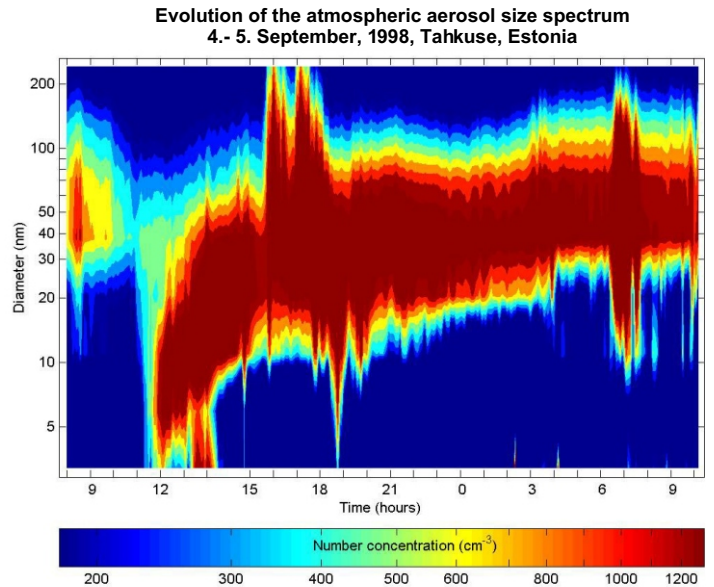 Evolution of the atmospheric aerosol size spectrum
4.- 5. September, 1998, Tahkuse, Estonia
200
100
50
40
30
20
10
5
Diameter (nm)
9 12 15 18 21 0 3 6 9
Time (hours)
Number concentration (cm-3)
200 300 400 500 600 800 1000 1200